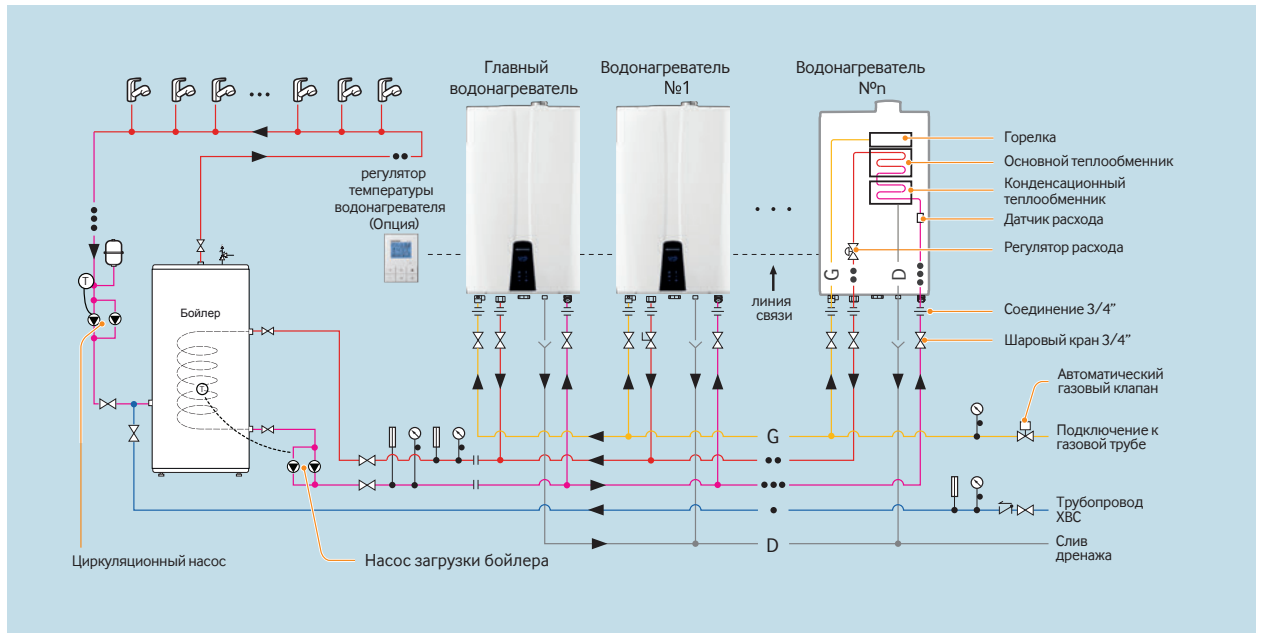 Главный
водонагреватель
Водонагреватель
№1
Водонагреватель
№n
Горелка
Основной теплообменник
Конденсационный
теплообменник
Датчик расхода
Регулятор расхода
регулятор
температуры
водонагревателя
(Опция)
G
D
линия
связи
Соединение 3/4”
Шаровый кран 3/4”
T
Бойлер
T
Автоматический
газовый клапан
G
Подключение к
газовой трубе
Трубопровод
ХВС
D
Слив
дренажа
Циркуляционный насос
Насос загрузки бойлера